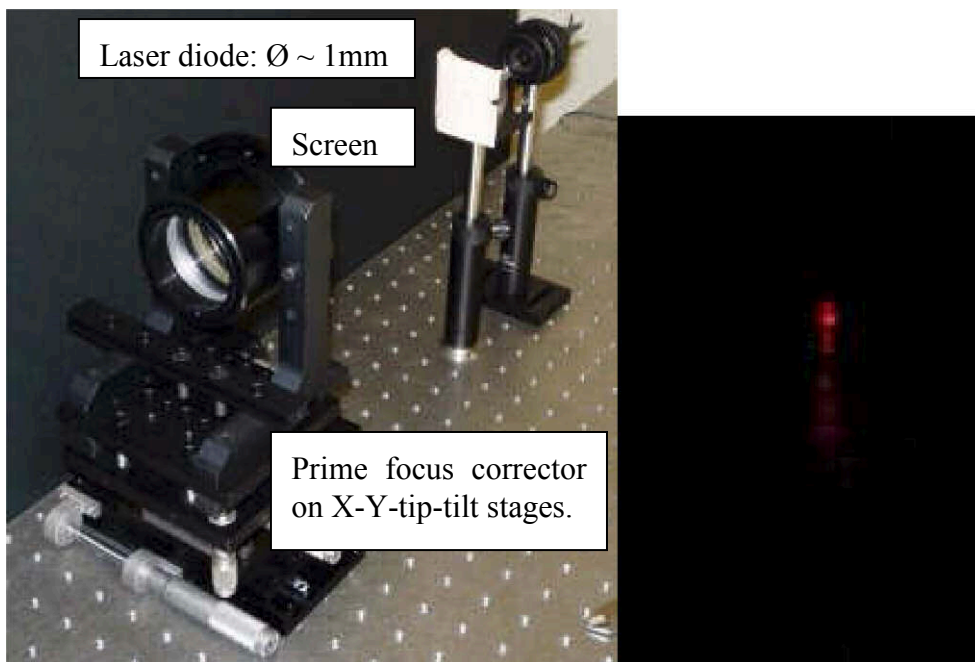 Laser diode: Ø ~ 1mm
Screen
Prime focus corrector
on X-Y-tip-tilt stages.